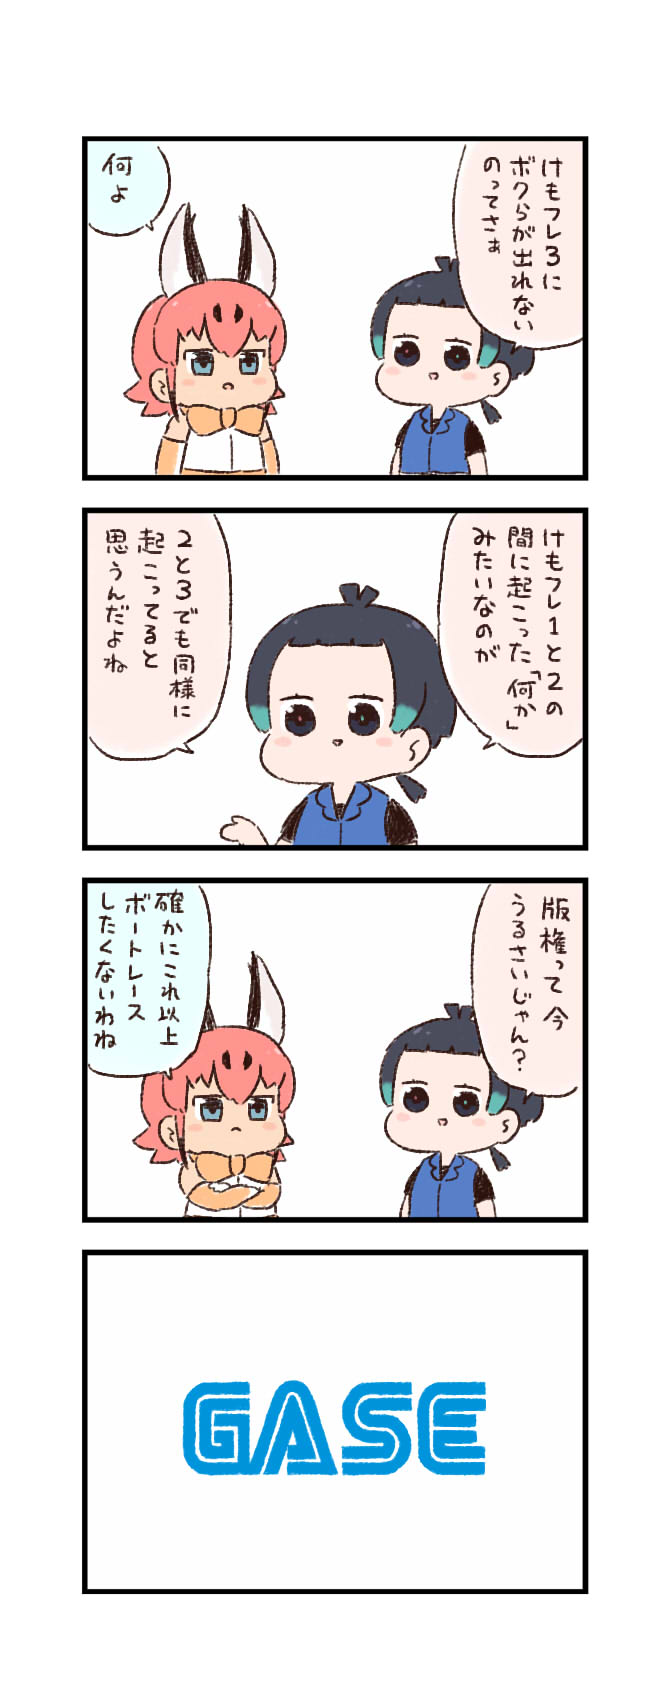 けもフレ3に
ボクらが出れない
のってさぁ
何よ
けもフレ1と2の
間に起こった「何か」
みたいなのが
2と3でも同様に
起こってると
思うんだよね
版権って今
うるさいじゃん?
確かにこれ以上
ボートレース
したくないわね
GASE